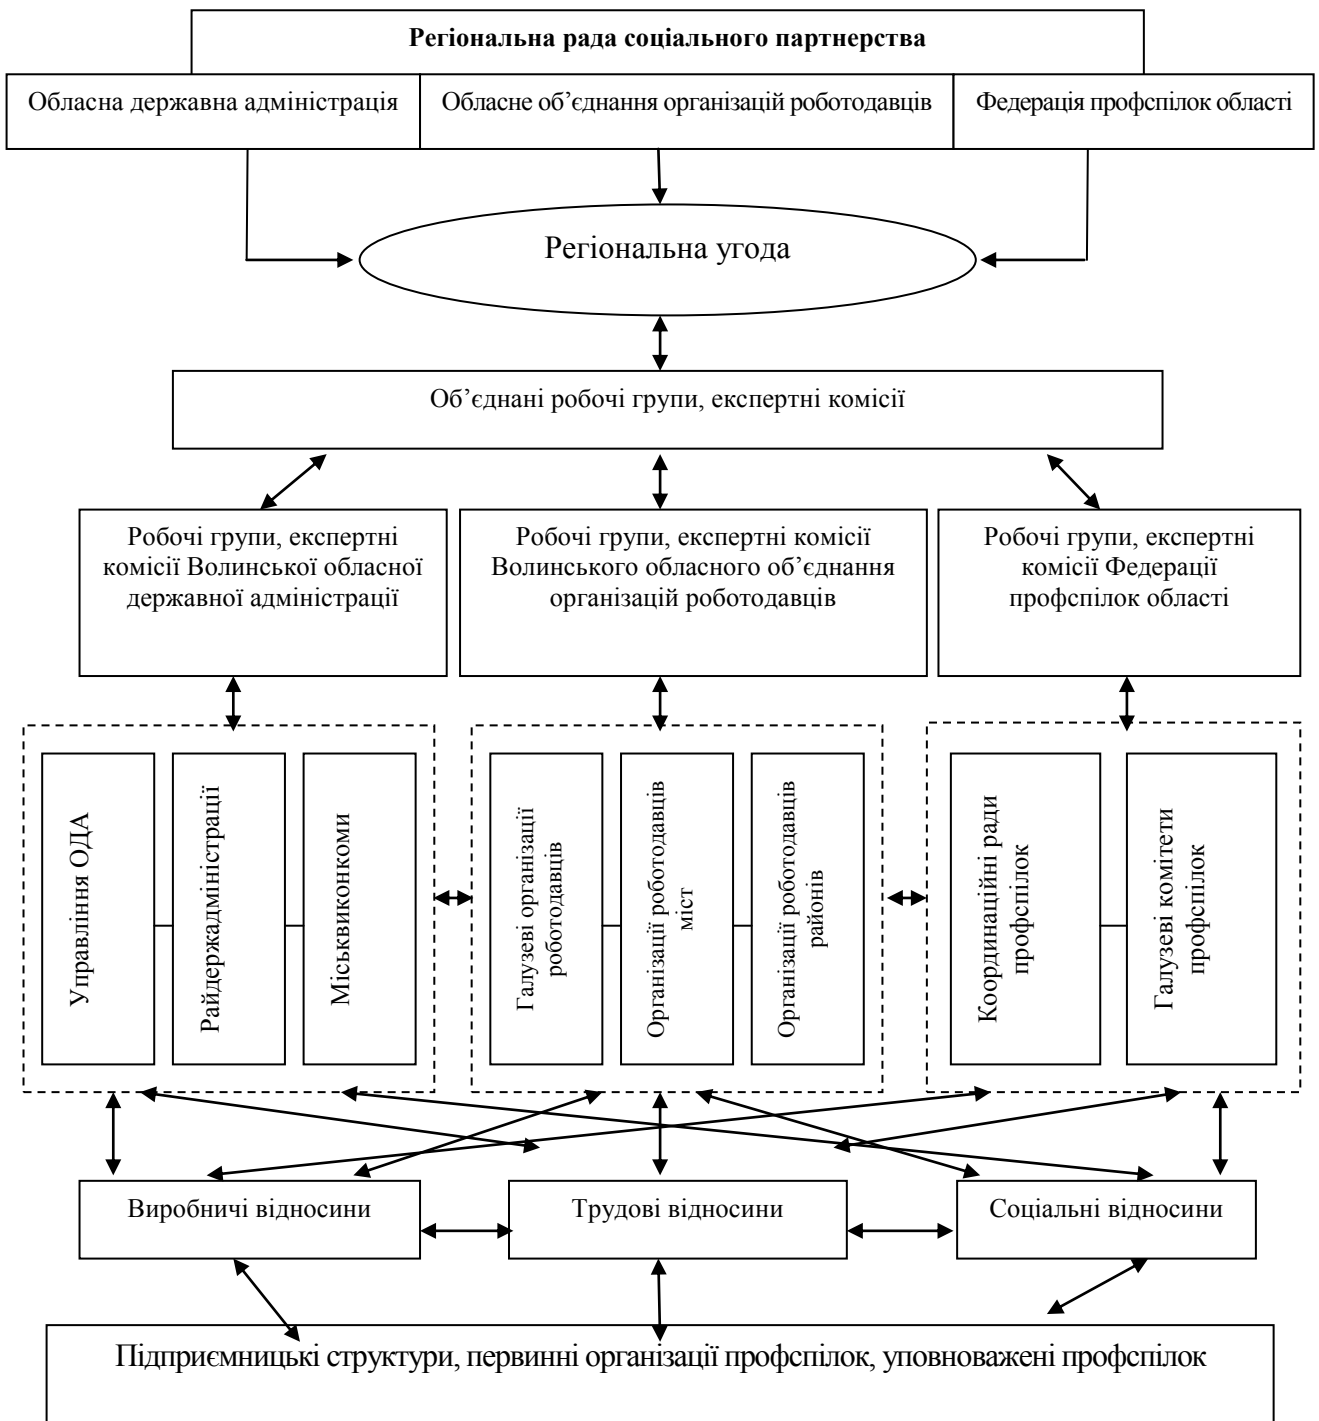 Регіональна рада соціального партнерства
Обласна державна адміністрація
Обласне об’єднання організацій роботодавців
Федерація профспілок області
Регіональна угода
Об’єднані робочі групи, експертні комісії
Робочі групи, експертні
комісії Волинської обласної
державної адміністрації
Робочі групи, експертні комісії
Волинського обласного об’єднання
організацій роботодавців
Робочі групи, експертні
комісії Федерації
профспілок області
Управління ОДА
Райдержадміністрації
Міськвиконкоми
Галузеві організації
роботодавців
Організації роботодавців
міст
Організації роботодавців
районів
Координаційні ради
профспілок
Галузеві комітети
профспілок
Виробничі відносини
Трудові відносини
Соціальні відносини
Підприємницькі структури, первинні організації профспілок, уповноважені профспілок